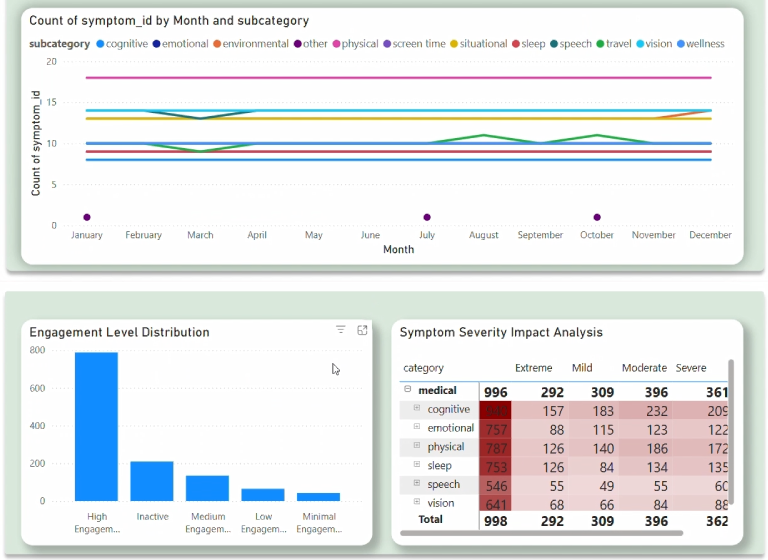 Count of symptom_id by Month and subcategory
subcategory cognitive emotional environmental other physical screen time situational sleep speech travel vision wellness
20
15
10
5
0
Count of symptom_id
January February March April May June July August September October November December
Month
Engagement Level Distribution
800
600
400
200
0
High Engagem... Inactive Medium Engagem... Low Engagem... Minimal Engagem...
Symptom Severity Impact Analysis
category Extreme Mild Moderate Severe
medical 996 292 309 396 361
cognitive 157 183 232 209
emotional 757 88 115 123 122
physical 787 126 140 186 172
sleep 753 126 84 134 135
speech 546 55 49 55 60
vision 641 68 66 84 88
Total 998 292 309 396 362